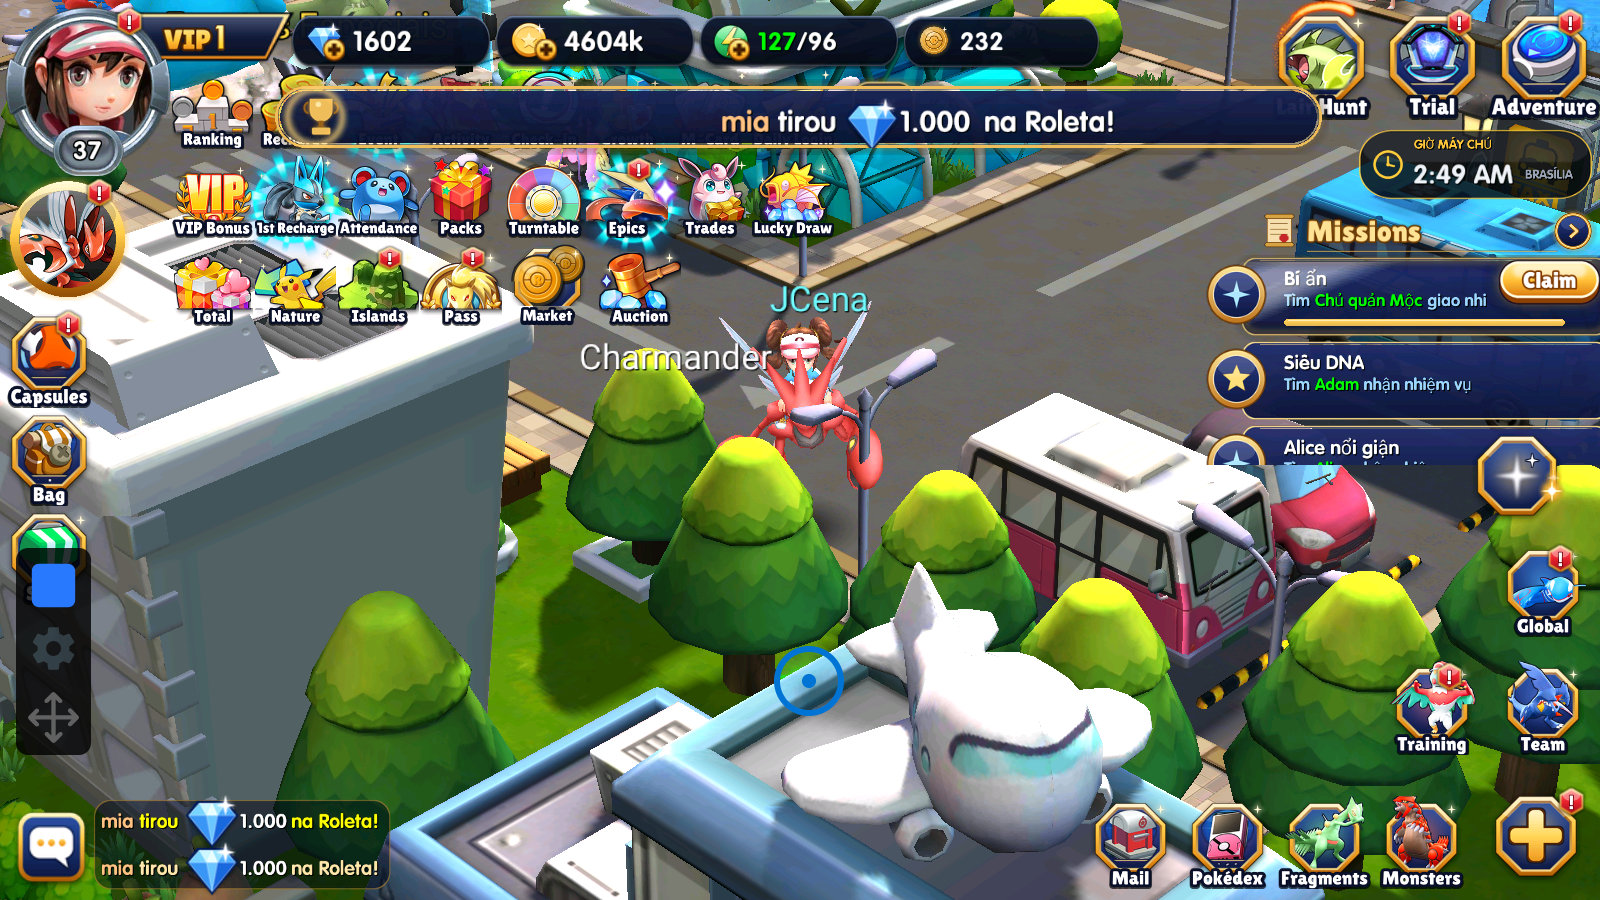 VIP 1
1602
4604k
127/96
232
37
mia tirou 1.000 na Roleta!
Hunt
Trial
Adventure
Ranking
GIỜ MÁY CHỦ
2:49 AM BRASÍLIA
VIP
VIP Bonus
1st Recharge
Attendance
Packs
Turntable
Epics
Trades
Lucky Draw
Missions
Bí ẩn
Tìm Chủ quán Mộc giao nhi
Claim
Total
Nature
Islands
Pass
Market
Auction
JCena
Charmander
Siêu DNA
Tìm Adam nhận nhiệm vụ
Capsules
Alice nổi giận
Bag
Global
Training
Team
mia tirou 1.000 na Roleta!
mia tirou 1.000 na Roleta!
Mail
Pokédex
Fragments
Monsters